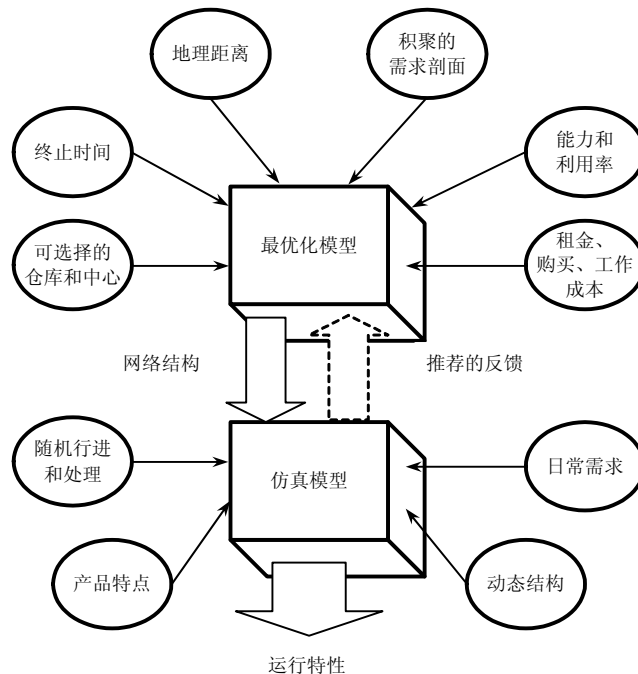 地理距离
积聚的
需求剖面
终止时间
能力和
利用率
可选择的
仓库和中心
最优化模型
租金、
购买、工作
成本
网络结构
推荐的反馈
随机行进
和处理
仿真模型
日常需求
产品特点
动态结构
运行特性